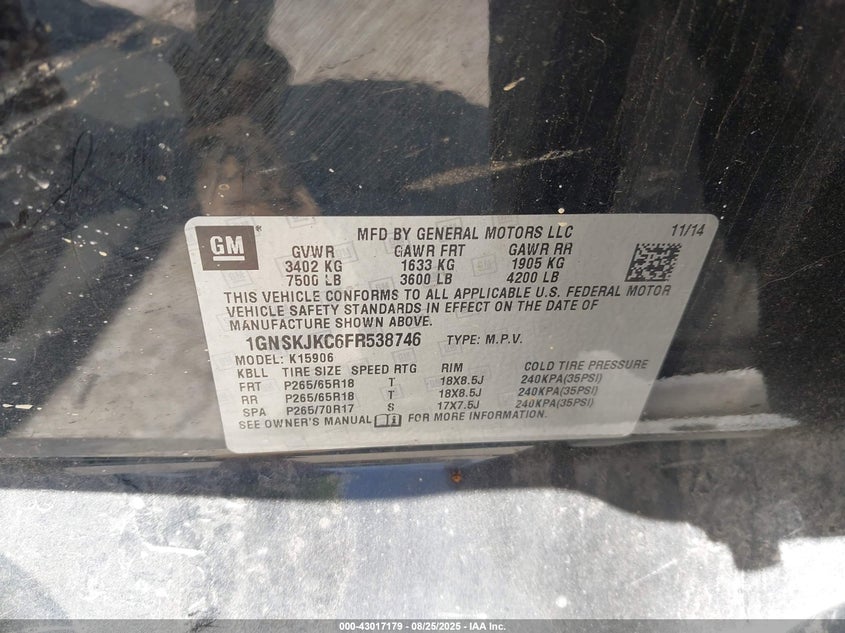 GM
MFD BY GENERAL MOTORS LLC
11/14
GVWR GAWR FRT GAWR RR
3402 KG 1633 KG 1905 KG
7500 LB 3600 LB 4200 LB
THIS VEHICLE CONFORMS TO ALL APPLICABLE U.S. FEDERAL MOTOR
VEHICLE SAFETY STANDARDS IN EFFECT ON THE DATE OF
MANUFACTURE SHOWN ABOVE.
1GNSKJKC6FR538746 TYPE: M.P.V.
MODEL: K15906
KBLL TIRE SIZE SPEED RTG RIM COLD TIRE PRESSURE
FRT P265/65R18 T 18X8.5J 240KPA(35PSI)
RR P265/65R18 T 18X8.5J 240KPA(35PSI)
SPA P265/70R17 S 17X7.5J 240KPA(35PSI)
SEE OWNER'S MANUAL FOR MORE INFORMATION.
000-43017179 - 08/25/2025 - IAA Inc.